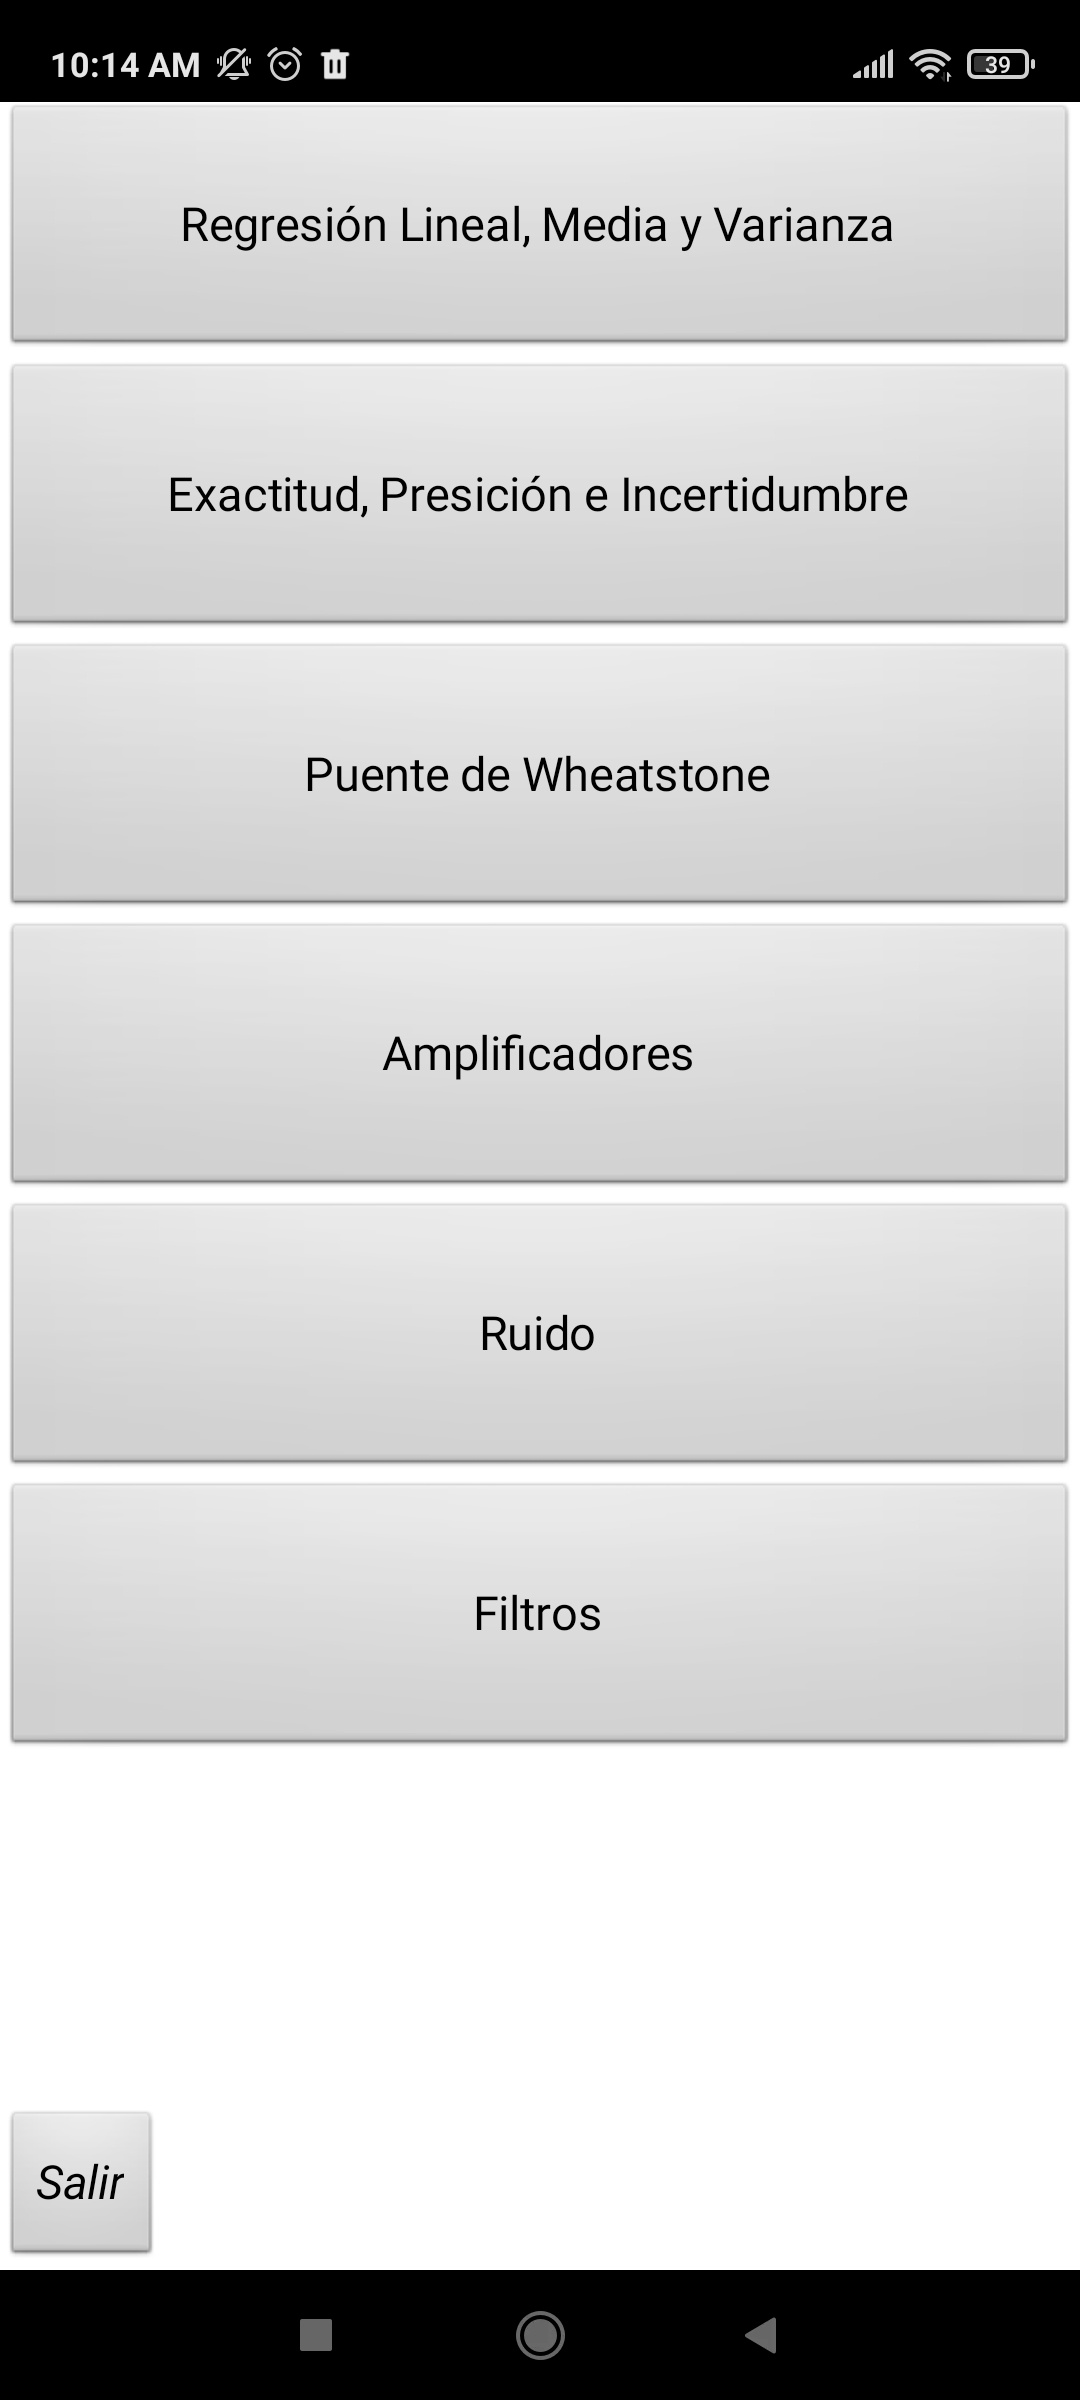 10:14 AM
39
Regresión Lineal, Media y Varianza
Exactitud, Presición e Incertidumbre
Puente de Wheatstone
Amplificadores
Ruido
Filtros
Salir